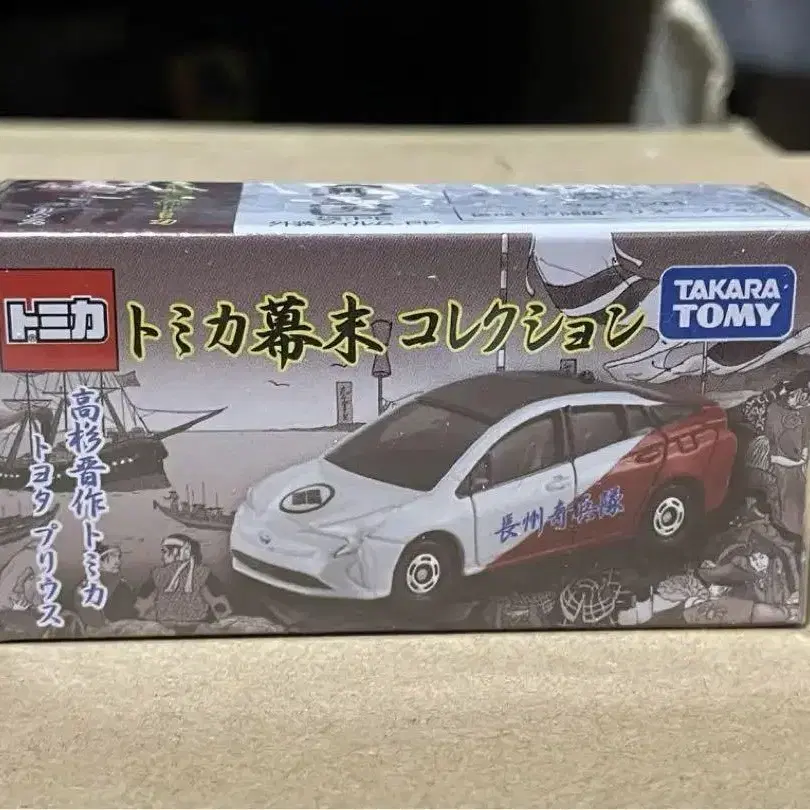 トミカ
トミカ幕末コレクション
TAKARA
TOMY
高杉晋作トミカ
トヨタ プリウス
長州奇兵隊